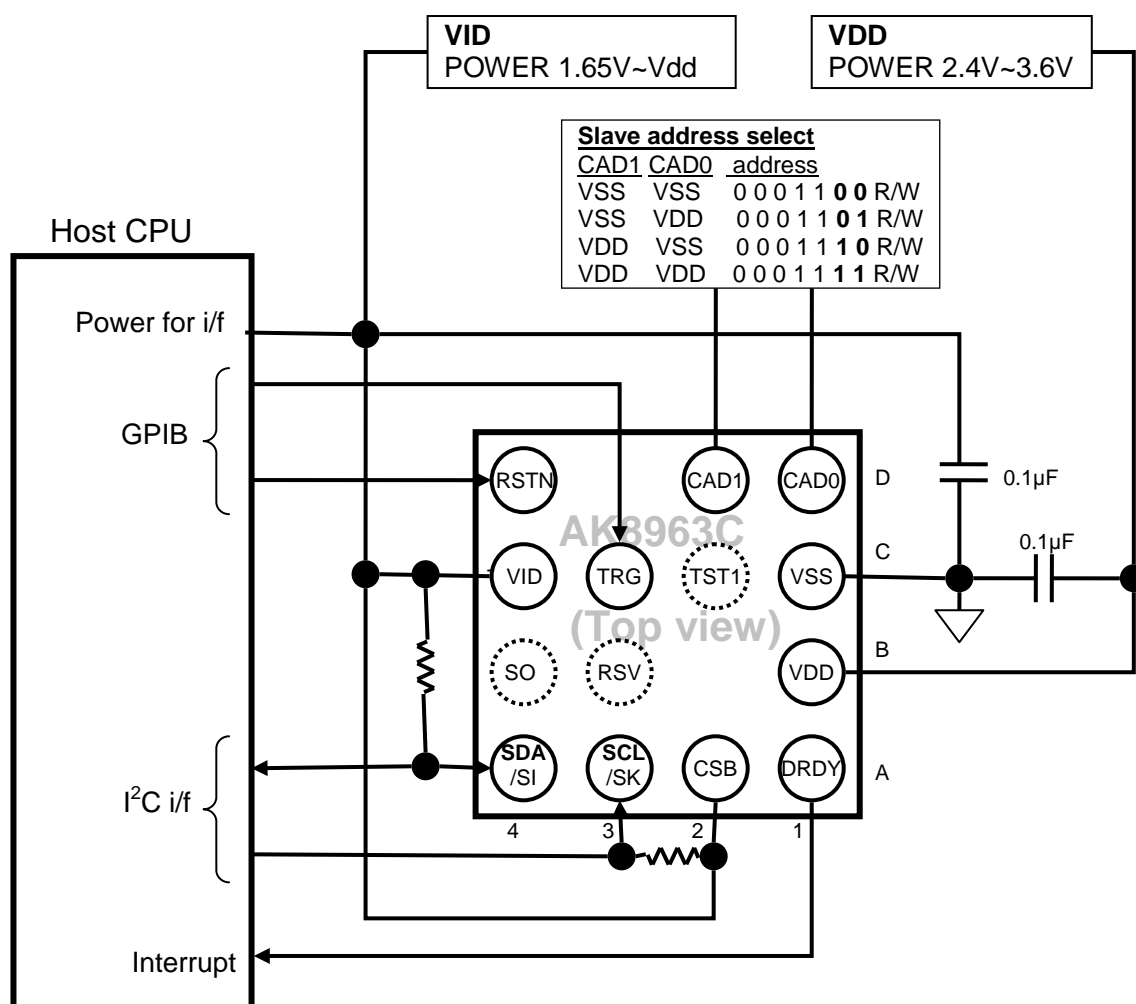 VID
POWER 1.65V~Vdd
VDD
POWER 2.4V~3.6V
Slave address select
CAD1 CAD0 address
VSS VSS 0 0 0 1 1 0 0 R/W
VSS VDD 0 0 0 1 1 0 1 R/W
VDD VSS 0 0 0 1 1 1 0 R/W
VDD VDD 0 0 0 1 1 1 1 R/W
Host CPU
Power for i/f
GPIB
RSTN
CAD1
CAD0
D
0.1µF
AK8963C
0.1µF
VID
TRG
TST1
VSS
C
(Top view)
SO
RSV
VDD
B
SDA
/SI
SCL
/SK
CSB
DRDY
A
4
3
2
1
I²C i/f
Interrupt